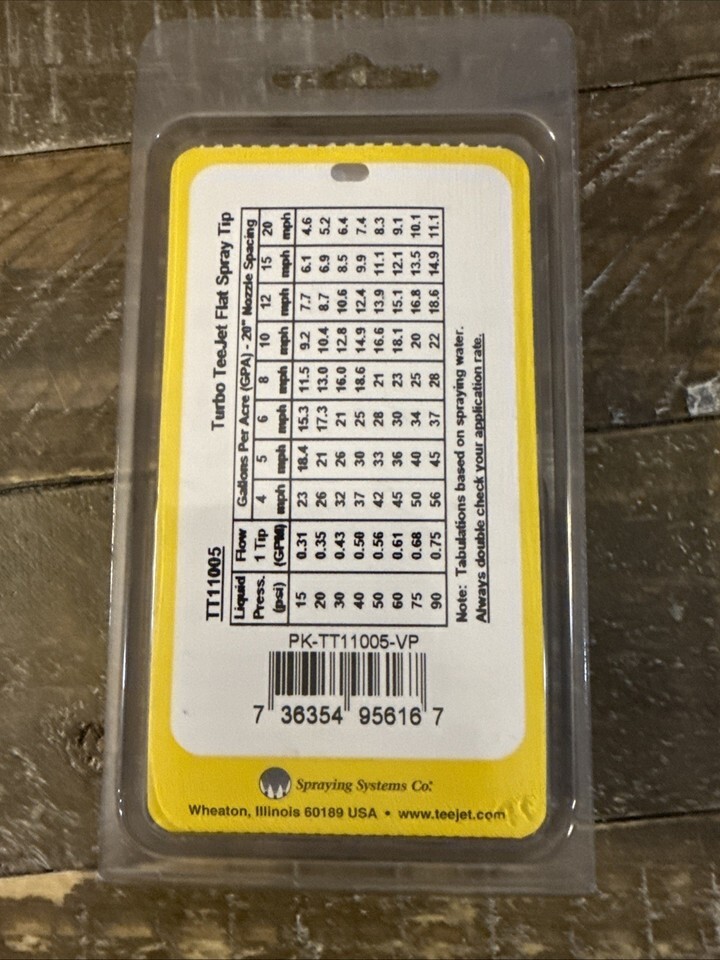 TT11005 Turbo TeeJet Flat Spray Tip
Liquid Flow Gallons Per Acre (GPA) - 20" Nozzle Spacing
Press. 1 Tip 4 5 6 8 10 12 15 20
(psi) (GPM) mph mph mph mph mph mph mph mph
15 0.31 23 18.4 15.3 11.5 9.2 7.7 6.1 4.6
20 0.35 26 21 17.3 13.0 10.4 8.7 6.9 5.2
30 0.43 32 26 21 16.0 12.8 10.6 8.5 6.4
40 0.50 37 30 25 18.6 14.9 12.4 9.9 7.4
50 0.56 42 33 28 21 16.6 13.9 11.1 8.3
60 0.61 45 36 30 23 18.1 15.1 12.1 9.1
75 0.68 50 40 34 25 20 16.8 13.5 10.1
90 0.75 56 45 37 28 22 18.6 14.9 11.1
Note: Tabulations based on spraying water.
Always double check your application rate.
PK-TT11005-VP
7 36354 95616 7
Spraying Systems Co.®
Wheaton, Illinois 60189 USA • www.teejet.com